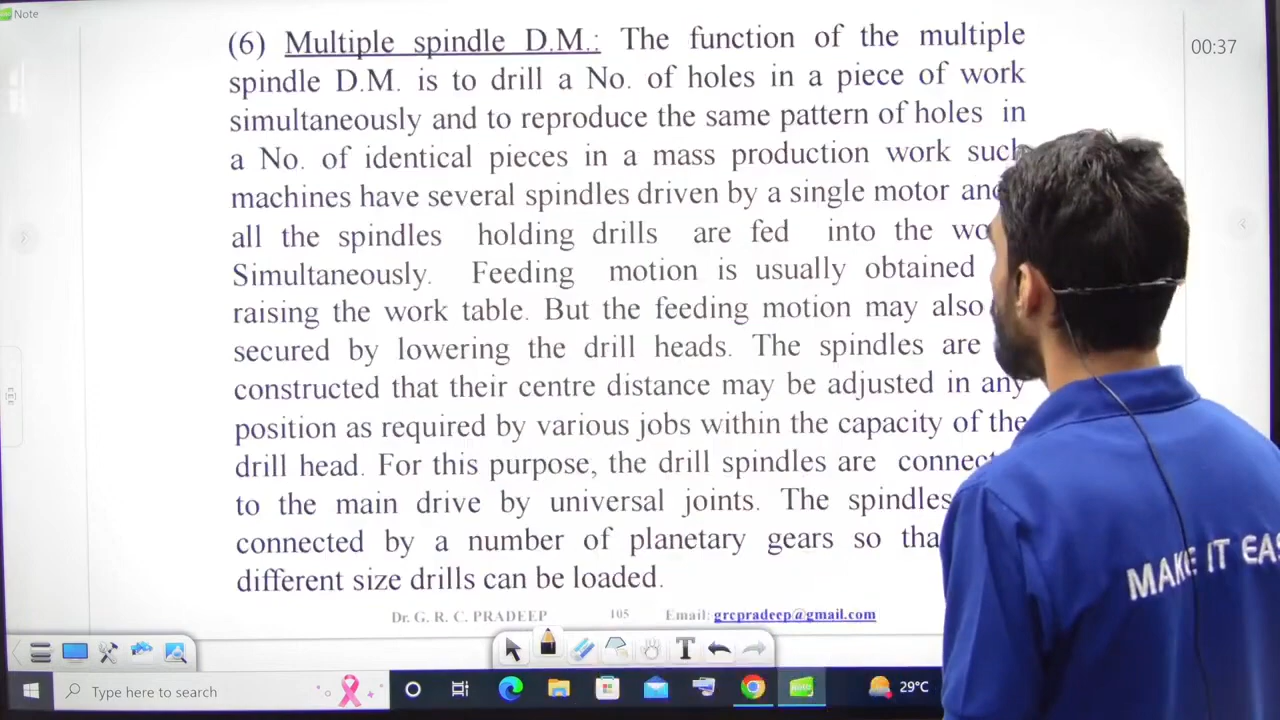 Note
00:37
(6) Multiple spindle D.M.: The function of the multiple
spindle D.M. is to drill a No. of holes in a piece of work
simultaneously and to reproduce the same pattern of holes in
a No. of identical pieces in a mass production work such
machines have several spindles driven by a single motor and
all the spindles holding drills are fed into the
Simultaneously. Feeding motion is usually obtained
raising the work table. But the feeding motion may also
secured by lowering the drill heads. The spindles are
constructed that their centre distance may be adjusted in any
position as required by various jobs within the capacity of the
drill head. For this purpose, the drill spindles are
to the main drive by universal joints. The spindles
connected by a number of planetary gears so
different size drills can be loaded.
Dr. G. R. C. PRADEEP 105 Email: grcpradeep@gmail.com
MAKE IT
T
Type here to search
29°C